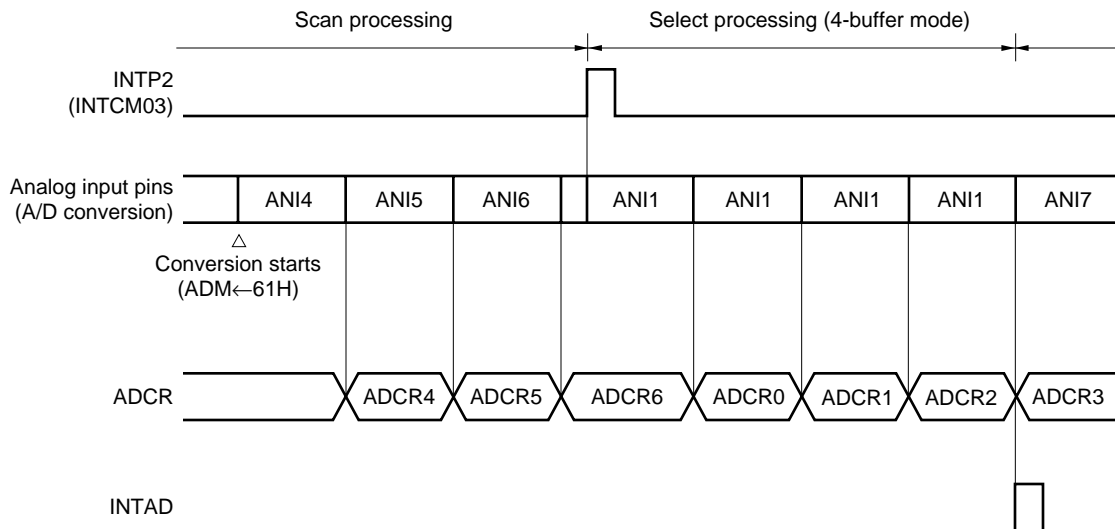 Scan processing
Select processing (4-buffer mode)
INTP2
(INTCM03)
Analog input pins
(A/D conversion)
ANI4
ANI5
ANI6
ANI1
ANI1
ANI1
ANI1
ANI7
Conversion starts
(ADM←61H)
ADCR
ADCR4
ADCR5
ADCR6
ADCR0
ADCR1
ADCR2
ADCR3
INTAD